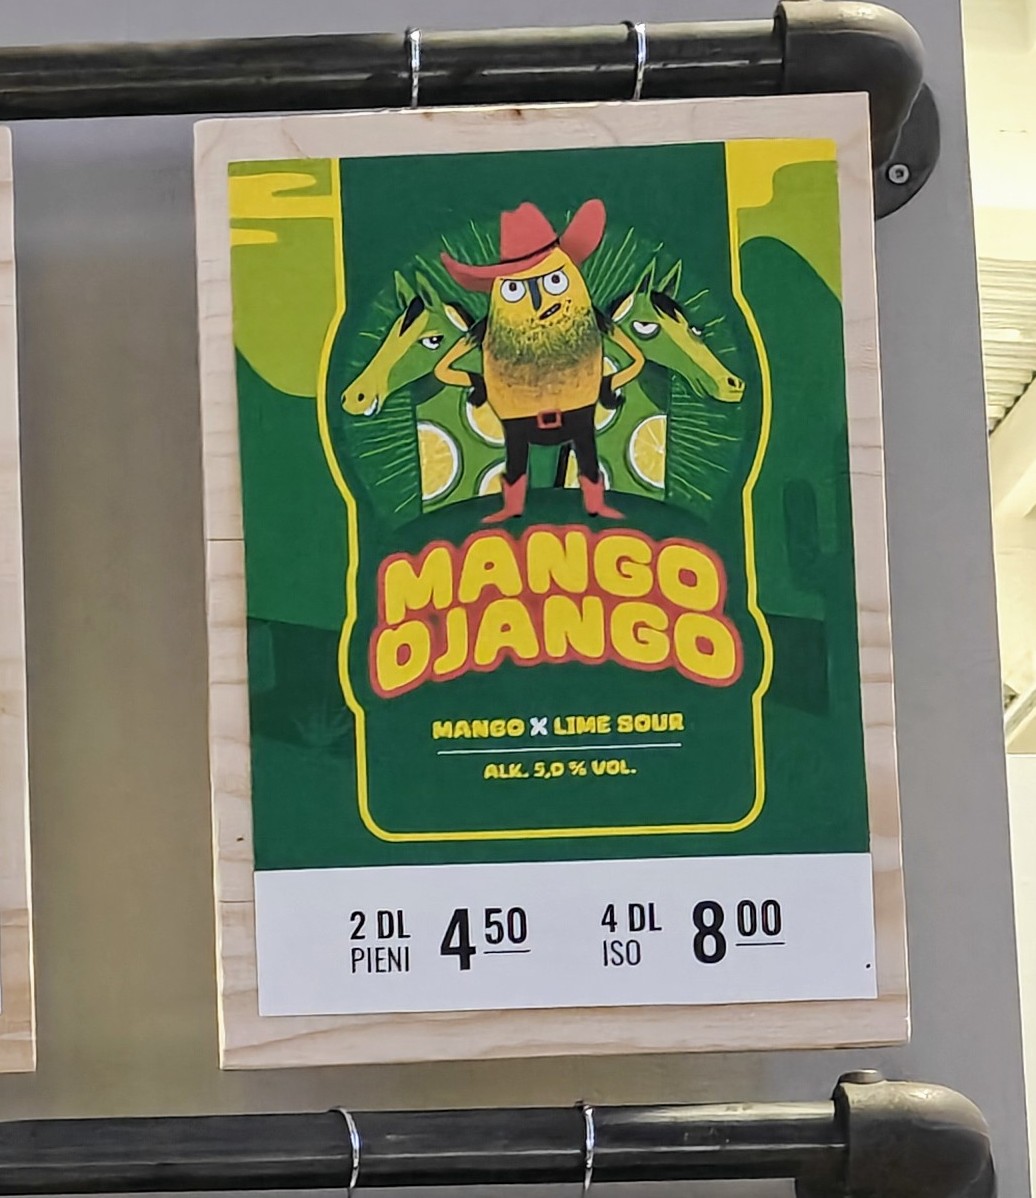 MANGO
DJANGO
MANGO X LIME SOUR
ALK. 5,0 % VOL.
2 DL 4 50 4 DL 8 00
PIENI ISO